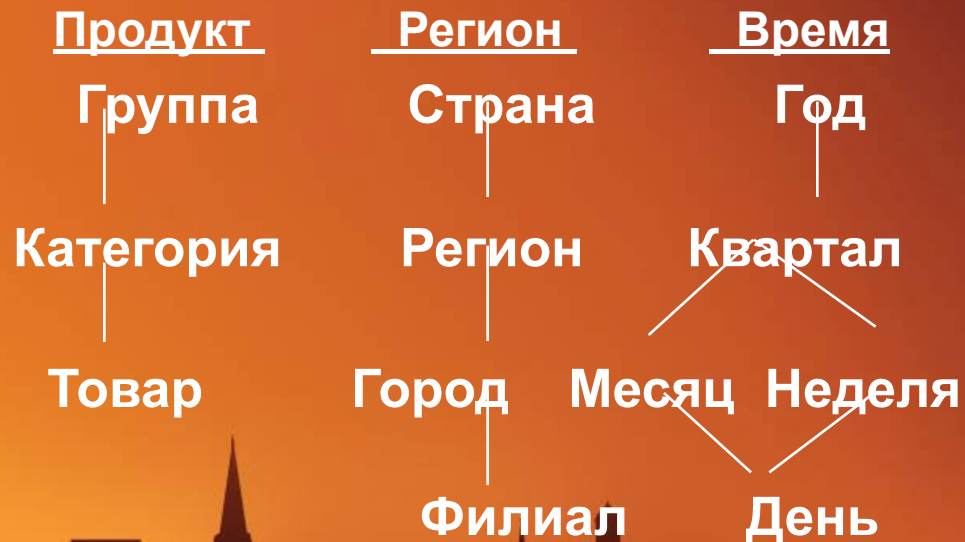 Продукт Регион Время
Группа Страна Год
Категория Регион Квартал
Товар Город Месяц Неделя
Филиал День